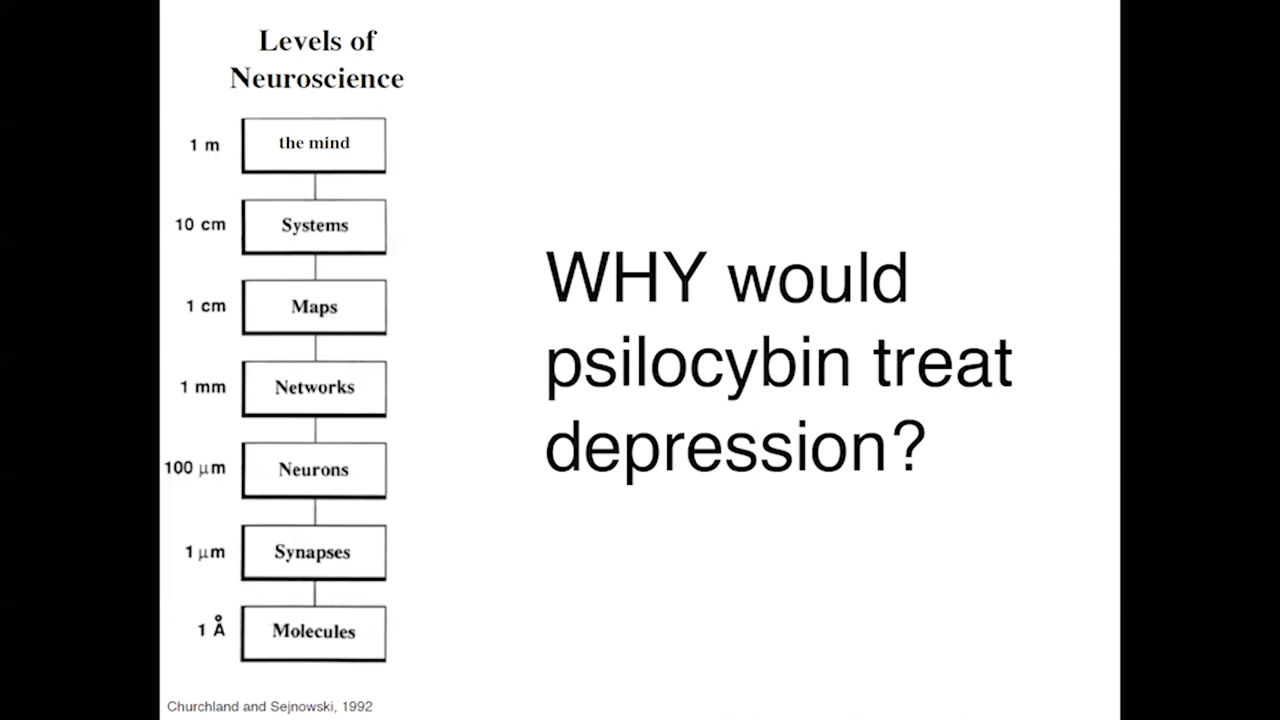 Levels of
Neuroscience
1 m
the mind
10 cm
Systems
1 cm
Maps
1 mm
Networks
100 μm
Neurons
1 μm
Synapses
1 Å
Molecules
Churchland and Sejnowski, 1992
WHY would
psilocybin treat
depression?